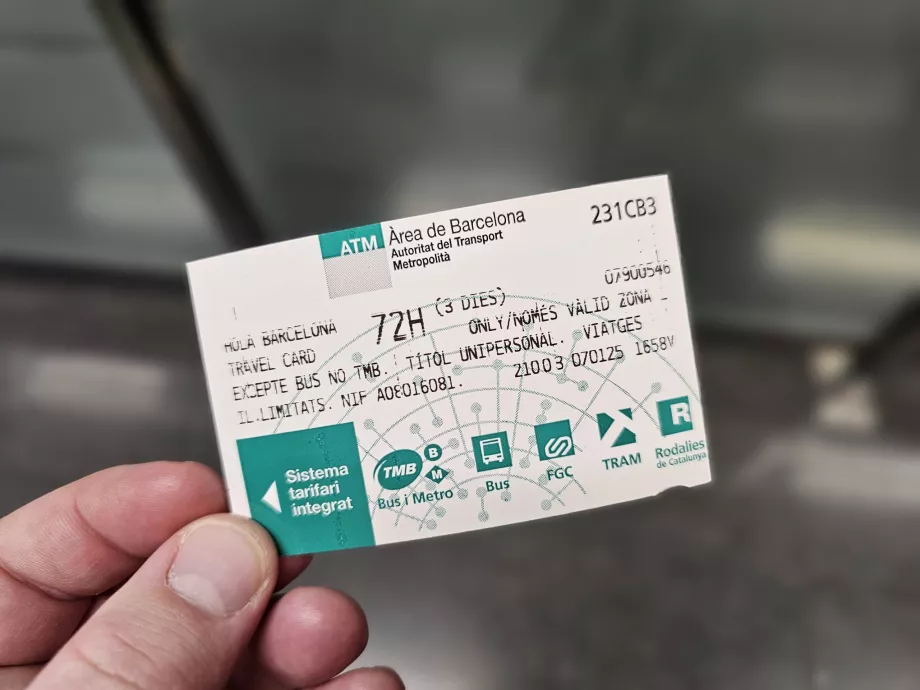 ATM
Àrea de Barcelona
Autoritat del Transport
Metropolità
231CB3
07900546
HOLA BARCELONA 72H (3 DIES)
TRAVEL CARD ONLY/NOMÉS VÀLID ZONA
EXCEPTE BUS NO TMB. TÍTOL UNIPERSONAL. VIATGES
IL.LIMITATS. NIF A08016081. 21003 070125 1658V
Sistema
tarifari
integrat
TMB B M
Bus i Metro
Bus
FGC
TRAM
R
Rodalies
de Catalunya